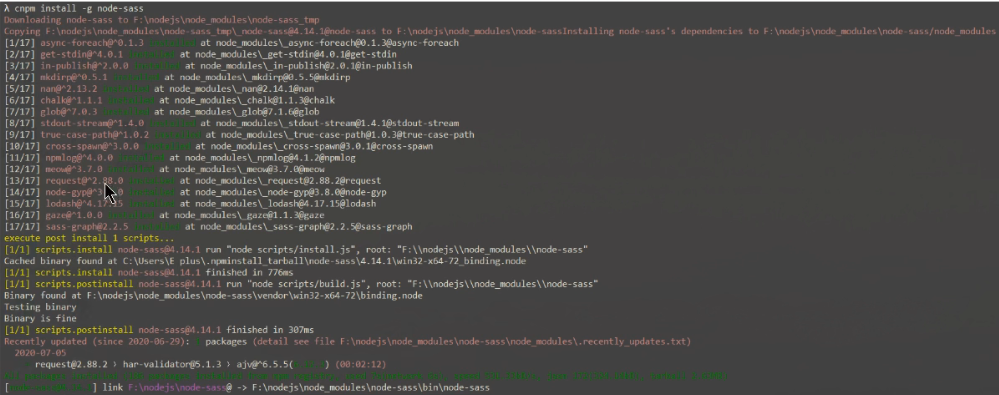 λ cnpm install -g node-sass
Downloading node-sass to F:\nodejs\node_modules\node-sass_tmp
Copying F:\nodejs\node_modules\node-sass_tmp\_node-sass@4.14.1@node-sass to F:\nodejs\node_modules\node-sassInstalling node-sass's dependencies to F:\nodejs\node_modules\node-sass/node_modules
[1/17] async-foreach@^0.1.3 installed at node_modules\_async-foreach@0.1.3@async-foreach
[2/17] get-stdin@^4.0.1 installed at node_modules\_get-stdin@4.0.1@get-stdin
[3/17] in-publish@^2.0.0 installed at node_modules\_in-publish@2.0.1@in-publish
[4/17] mkdirp@^0.5.1 installed at node_modules\_mkdirp@0.5.5@mkdirp
[5/17] nan@^2.13.2 installed at node_modules\_nan@2.14.1@nan
[6/17] chalk@^1.1.1 installed at node_modules\_chalk@1.1.3@chalk
[7/17] glob@^7.0.3 installed at node_modules\_glob@7.1.6@glob
[8/17] stdout-stream@^1.4.0 installed at node_modules\_stdout-stream@1.4.1@stdout-stream
[9/17] true-case-path@^1.0.2 installed at node_modules\_true-case-path@1.0.3@true-case-path
[10/17] cross-spawn@^3.0.0 installed at node_modules\_cross-spawn@3.0.1@cross-spawn
[11/17] npmlog@^4.0.0 installed at node_modules\_npmlog@4.1.2@npmlog
[12/17] meow@^3.7.0 installed at node_modules\_meow@3.7.0@meow
[13/17] request@^2.88.0 installed at node_modules\_request@2.88.2@request
[14/17] installed at node_modules\_node-gyp@3.8.0@node-gyp
[15/17] lodash@^4.17.15 installed at node_modules\_lodash@4.17.15@lodash
[16/17] gaze@^1.0.0 installed at node_modules\_gaze@1.1.3@gaze
[17/17] sass-graph@2.2.5 installed at node_modules\_sass-graph@2.2.5@sass-graph
execute post install 1 scripts...
[1/1] scripts.install node-sass@4.14.1 run "node scripts/install.js", root: "F:\\nodejs\\node_modules\\node-sass"
Cached binary found at C:\Users\E plus\.npminstall_tarball\node-sass\4.14.1\win32-x64-72_binding.node
[1/1] scripts.install node-sass@4.14.1 finished in 776ms
[1/1] scripts.postinstall node-sass@4.14.1 run "node scripts/build.js", root: "F:\\nodejs\\node_modules\\node-sass"
Binary found at F:\nodejs\node_modules\node-sass\vendor\win32-x64-72\binding.node
Testing binary
Binary is fine
[1/1] scripts.postinstall node-sass@4.14.1 finished in 307ms
Recently updated (since 2020-06-29): packages (detail see file F:\nodejs\node_modules\node-sass\node_modules\.recently_updates.txt)
2020-07-05
request@2.88.2 › har-validator@5.1.3 › ajv@^6.5.5( ) (00:02:12)
[ ] link F:\nodejs\node-sass@ -> F:\nodejs\node_modules\node-sass\bin\node-sass